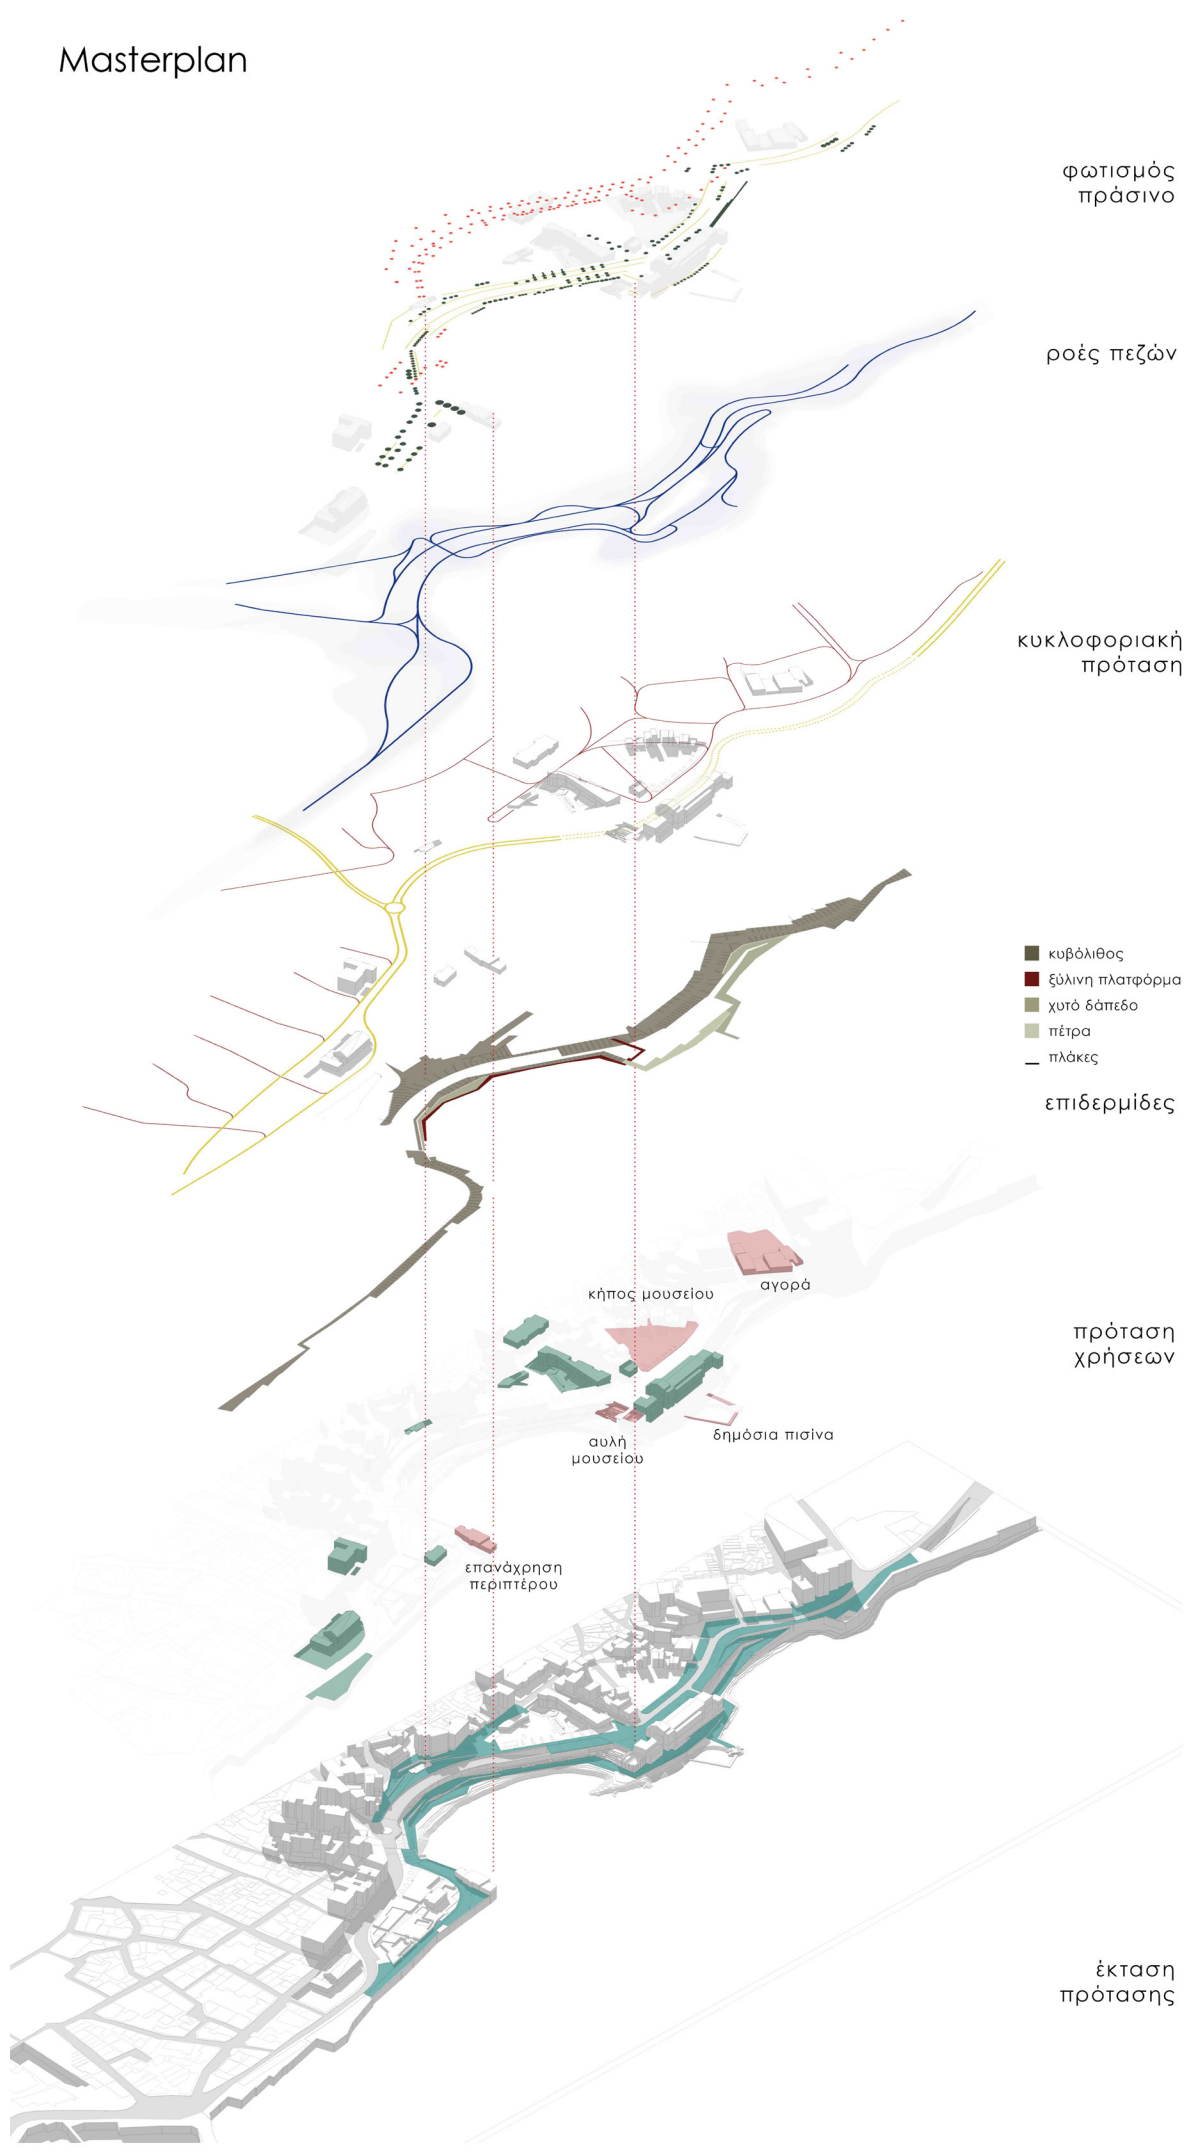 Masterplan
φωτισμός
πράσινο
ροές πεζών
κυκλοφοριακή
πρόταση
κυβόλιθος
ξύλινη πλατφόρμα
χυτό δάπεδο
πέτρα
πλάκες
επιδερμίδες
αγορά
κήπος μουσείου
πρόταση
χρήσεων
δημόσια πισίνα
αυλή
μουσείου
επανάχρηση
περιπτέρου
έκταση
πρότασης